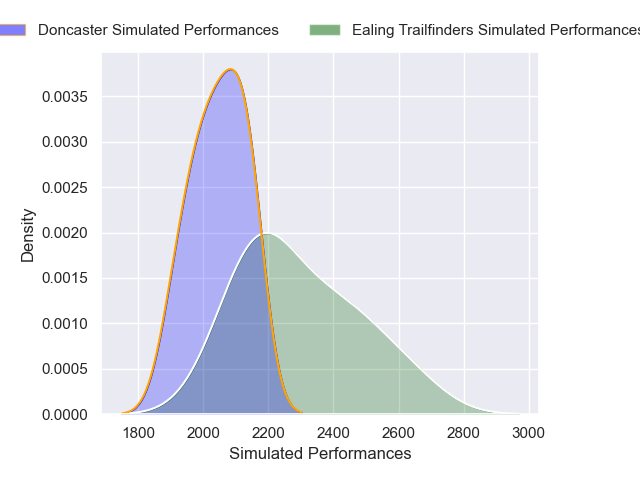 Doncaster Simulated Performances Ealing Trailfinders Simulated Performances
0.0035
0.0030
0.0025
0.0020
0.0015
0.0010
0.0005
0.0000
Density
1800 2000 2200 2400 2600 2800 3000
Simulated Performances